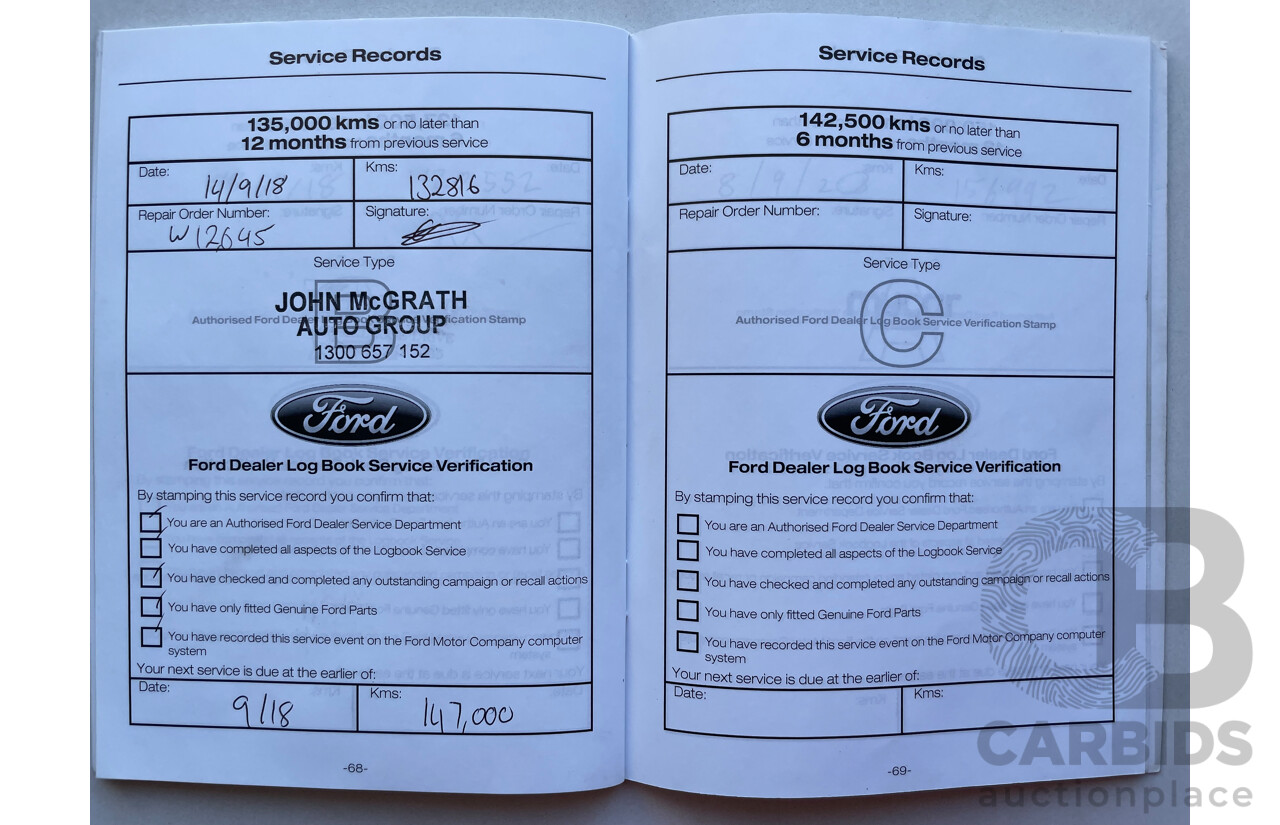 Service Records
135,000 kms or no later than
12 months from previous service
Date:
14/9/18
Kms:
132816
Repair Order Number:
W12645
Signature:
Service Type
B
JOHN McGRATH
AUTO GROUP
Authorised Ford Dealer Log Book Service Verification Stamp
1300 657 152
Ford
Ford Dealer Log Book Service Verification
By stamping this service record you confirm that:
You are an Authorised Ford Dealer Service Department
You have completed all aspects of the Logbook Service
You have checked and completed any outstanding campaign or recall actions
You have only fitted Genuine Ford Parts
You have recorded this service event on the Ford Motor Company computer
system
Your next service is due at the earlier of:
Date:
9/18
Kms:
147,000
-68-
Service Records
142,500 kms or no later than
6 months from previous service
Date:
Kms:
Repair Order Number:
Signature:
Service Type
C
Authorised Ford Dealer Log Book Service Verification Stamp
Ford
Ford Dealer Log Book Service Verification
By stamping this service record you confirm that:
You are an Authorised Ford Dealer Service Department
You have completed all aspects of the Logbook Service
You have checked and completed any outstanding campaign or recall actions
You have only fitted Genuine Ford Parts
You have recorded this service event on the Ford Motor Company computer
system
Your next service is due at the earlier of:
Date:
Kms:
-69-
CB
CARBIDS
auctionplace